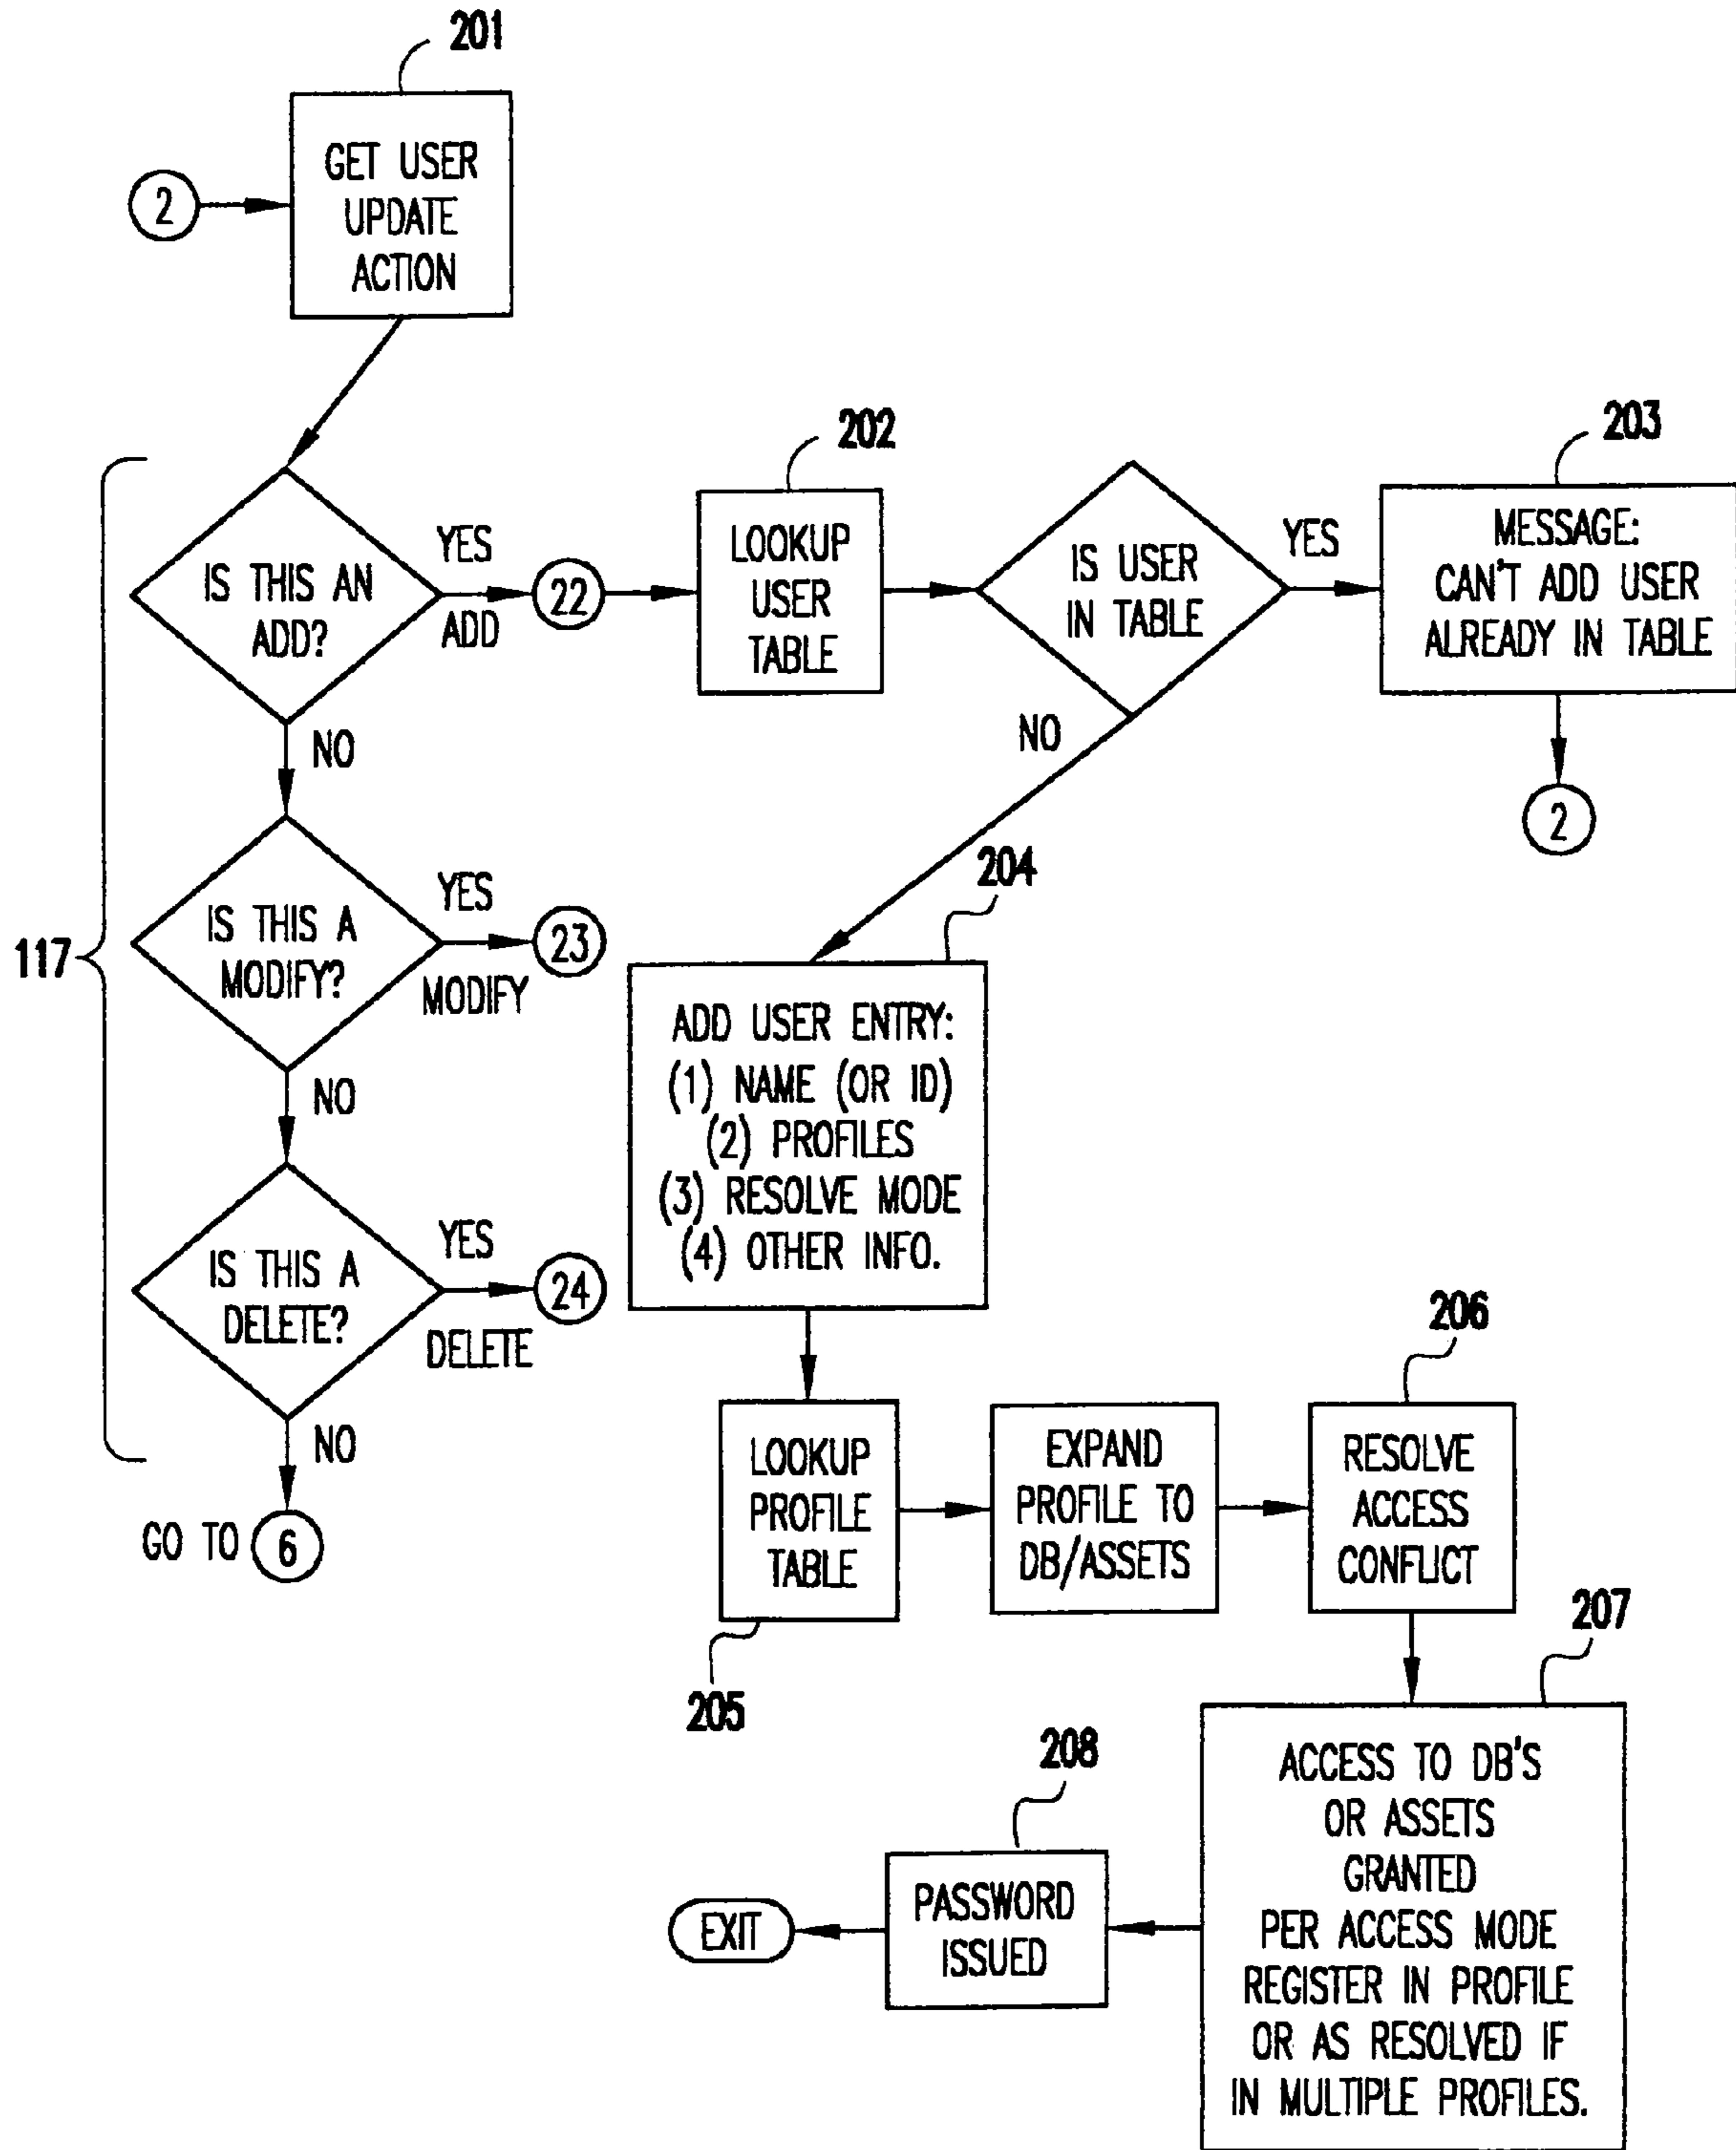 201
GET USER
UPDATE
ACTION
2
202
203
IS THIS AN
ADD?
YES
ADD
22
LOOKUP
USER
TABLE
IS USER
IN TABLE
YES
MESSAGE:
CAN'T ADD USER
ALREADY IN TABLE
NO
NO
2
204
117
IS THIS A
MODIFY?
YES
MODIFY
23
ADD USER ENTRY:
(1) NAME (OR ID)
(2) PROFILES
(3) RESOLVE MODE
(4) OTHER INFO.
NO
IS THIS A
DELETE?
YES
DELETE
24
NO
GO TO 6
LOOKUP
PROFILE
TABLE
205
EXPAND
PROFILE TO
DB/ASSETS
206
RESOLVE
ACCESS
CONFLICT
207
ACCESS TO DB'S
OR ASSETS
GRANTED
PER ACCESS MODE
REGISTER IN PROFILE
OR AS RESOLVED IF
IN MULTIPLE PROFILES.
208
PASSWORD
ISSUED
EXIT